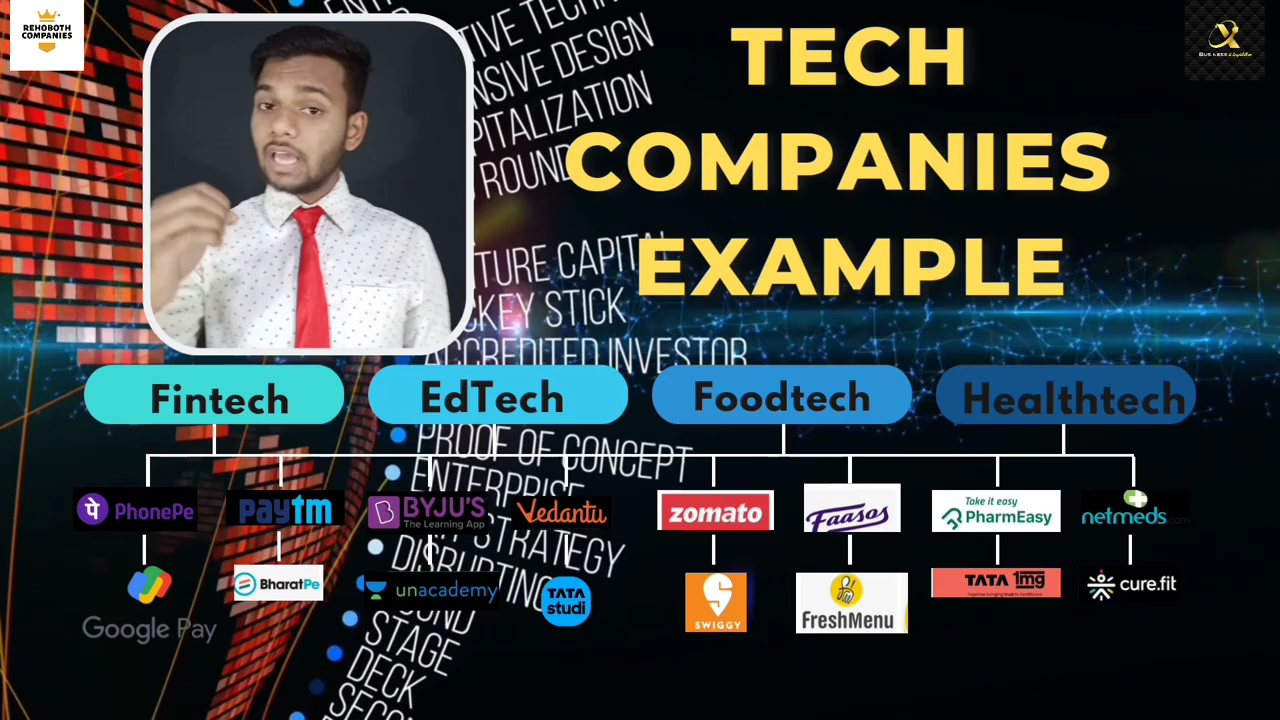 REHOBOTH
COMPANIES
TECH
COMPANIES
EXAMPLE
NSIVE DESIGN
PITALIZATION
ROUND
TURE CAPITAL
KEY STICK
ACCREDITED INVESTOR
Fintech
EdTech
Foodtech
Healthtech
PROOF OF CONCEPT
ENTERPRISE
STRATEGY
DISRUPTING
STAGE
DECK
पे PhonePe
paytm
BYJU'S
The Learning App
Vedantu
zomato
Faasos
Take it easy
PharmEasy
netmeds.com
Google Pay
BharatPe
unacademy
TATA
studi
SWIGGY
FreshMenu
TATA 1mg
cure.fit